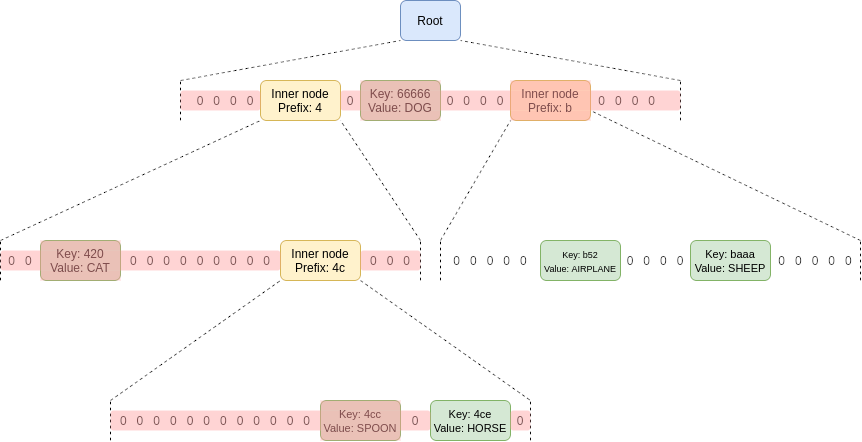 Root
0 0 0 0 Inner node 0 Key: 66666 0 0 0 0 Inner node 0 0 0 0
Prefix: 4 Value: DOG Prefix: b
0 0 Key: 420 0 0 0 0 0 0 0 0 Inner node 0 0 0
Value: CAT Prefix: 4c
0 0 0 0 0 Key: b52 0 0 0 0 Key: baaa 0 0 0 0 0
Value: AIRPLANE Value: SHEEP
0 0 0 0 0 0 0 0 0 0 0 0 Key: 4cc 0 Key: 4ce 0
Value: SPOON Value: HORSE